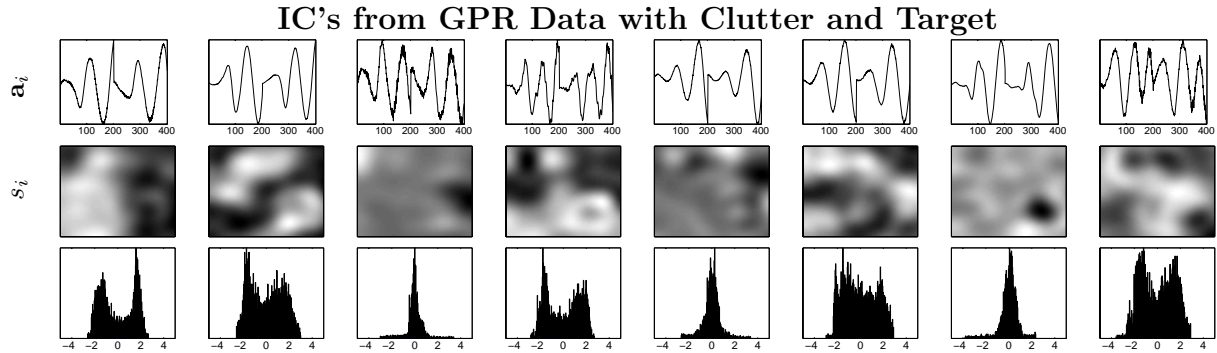 IC's from GPR Data with Clutter and Target
a_i
100 200 300 400 100 200 300 400 100 200 300 400 100 200 300 400 100 200 300 400 100 200 300 400 100 200 300 400 100 200 300 400
s_i
−4 −2 0 2 4 −4 −2 0 2 4 −4 −2 0 2 4 −4 −2 0 2 4 −4 −2 0 2 4 −4 −2 0 2 4 −4 −2 0 2 4 −4 −2 0 2 4